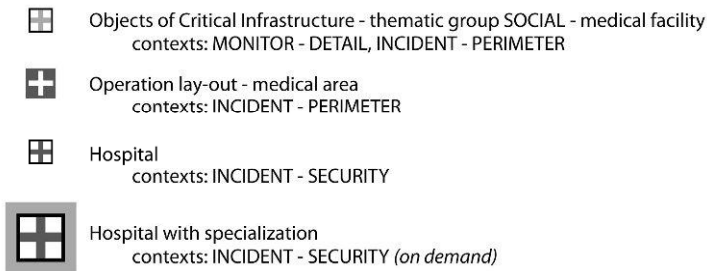 Objects of Critical Infrastructure - thematic group SOCIAL - medical facility
contexts: MONITOR - DETAIL, INCIDENT - PERIMETER
Operation lay-out - medical area
contexts: INCIDENT - PERIMETER
Hospital
contexts: INCIDENT - SECURITY
Hospital with specialization
contexts: INCIDENT - SECURITY (on demand)